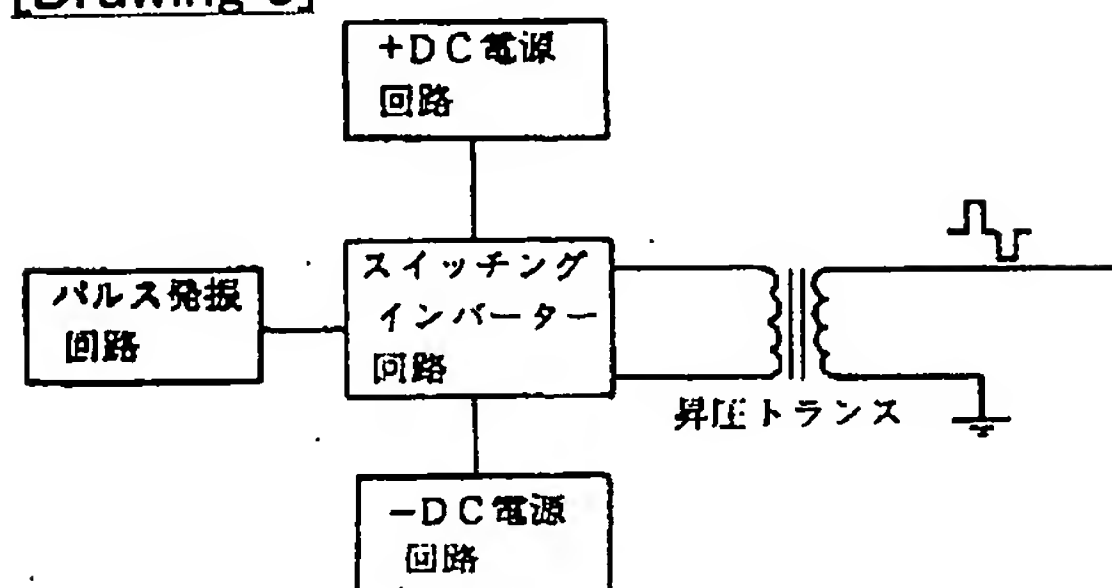 [Drawing
+DC電源
回路
スイッチング
インバーター
回路
パルス発振
回路
昇圧トランス
−DC電源
回路